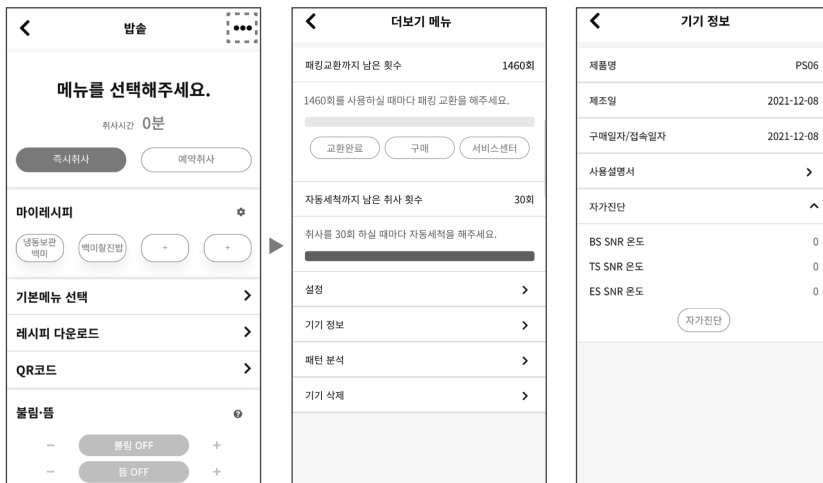 밥솥
•••
메뉴를 선택해주세요.
취사시간 0분
즉시취사 예약취사
마이레시피
냉동보관
백미
백미찰진밥
+ +
기본메뉴 선택
레시피 다운로드
QR코드
불림·뜸
− 불림 OFF +
− 뜸 OFF +
더보기 메뉴
패킹교환까지 남은 횟수 1460회
1460회를 사용하실 때마다 패킹 교환을 해주세요.
교환완료 구매 서비스센터
자동세척까지 남은 취사 횟수 30회
취사를 30회 하실 때마다 자동세척을 해주세요.
설정
기기 정보
패턴 분석
기기 삭제
기기 정보
제품명 PS06
제조일 2021-12-08
구매일자/접속일자 2021-12-08
사용설명서
자가진단
BS SNR 온도 0
TS SNR 온도 0
ES SNR 온도 0
자가진단